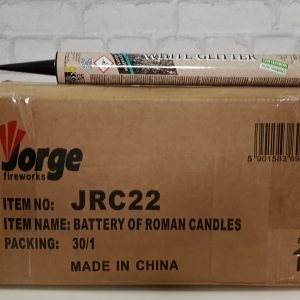 WHITE GLITTER
Jorge
fireworks
ITEM NO: JRC22
ITEM NAME: BATTERY OF ROMAN CANDLES
PACKING: 30/1
MADE IN CHINA